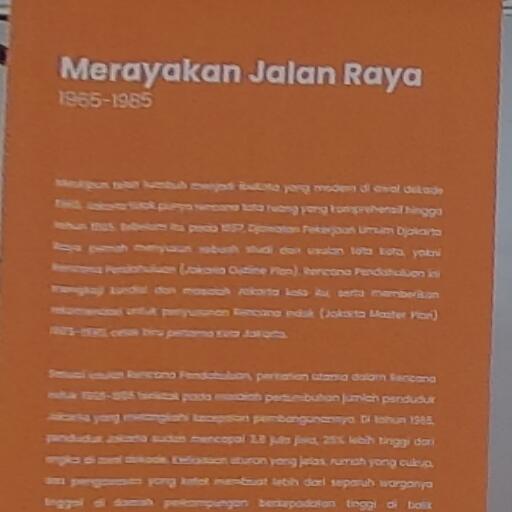 Merayakan Jalan Raya
1965-1985
Meskipun telah tumbuh menjadi ibukota yang modern di awal dekade
1960, Jakarta tidak punya rencana tata ruang yang komprehensif hingga
tahun 1965. Sebelum itu, pada 1957, Djawatan Pekerjaan Umum Djakarta
Raya pernah menyusun sebuah studi dan usulan tata kota, yakni
Rencana Pendahuluan (Jakarta Outline Plan). Rencana Pendahuluan ini
mengkaji kondisi dan masalah Jakarta kala itu, serta memberikan
rekomendasi untuk penyusunan Rencana Induk (Jakarta Master Plan)
1965-1985, cetak biru pertama Kota Jakarta.
Sesuai usulan Rencana Pendahuluan, perhatian utama dalam Rencana
Induk 1965-1985 terletak pada masalah pertumbuhan jumlah penduduk
Jakarta yang melangkahi kecepatan pembangunannya. Di tahun 1965,
penduduk Jakarta sudah mencapai 3,8 juta jiwa, 25% lebih tinggi dari
angka di awal dekade. Ketiadaan aturan yang jelas, rumah yang cukup,
dan pengawasan yang ketat membuat lebih dari separuh warganya
tinggal di daerah perkampungan berkepadatan tinggi di balik